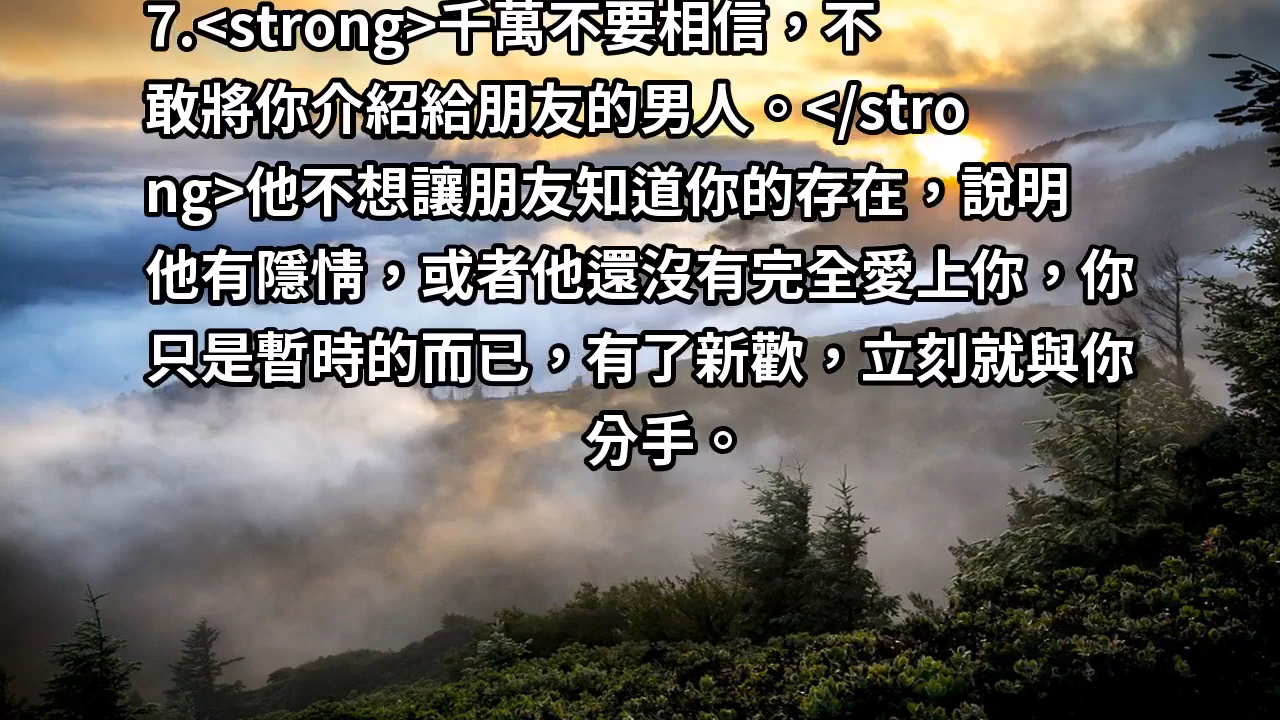 7.<strong>千萬不要相信，不
敢將你介紹給朋友的男人。</stro
ng>他不想讓朋友知道你的存在，說明
他有隱情，或者他還沒有完全愛上你，你
只是暫時的而已，有了新歡，立刻就與你
分手。